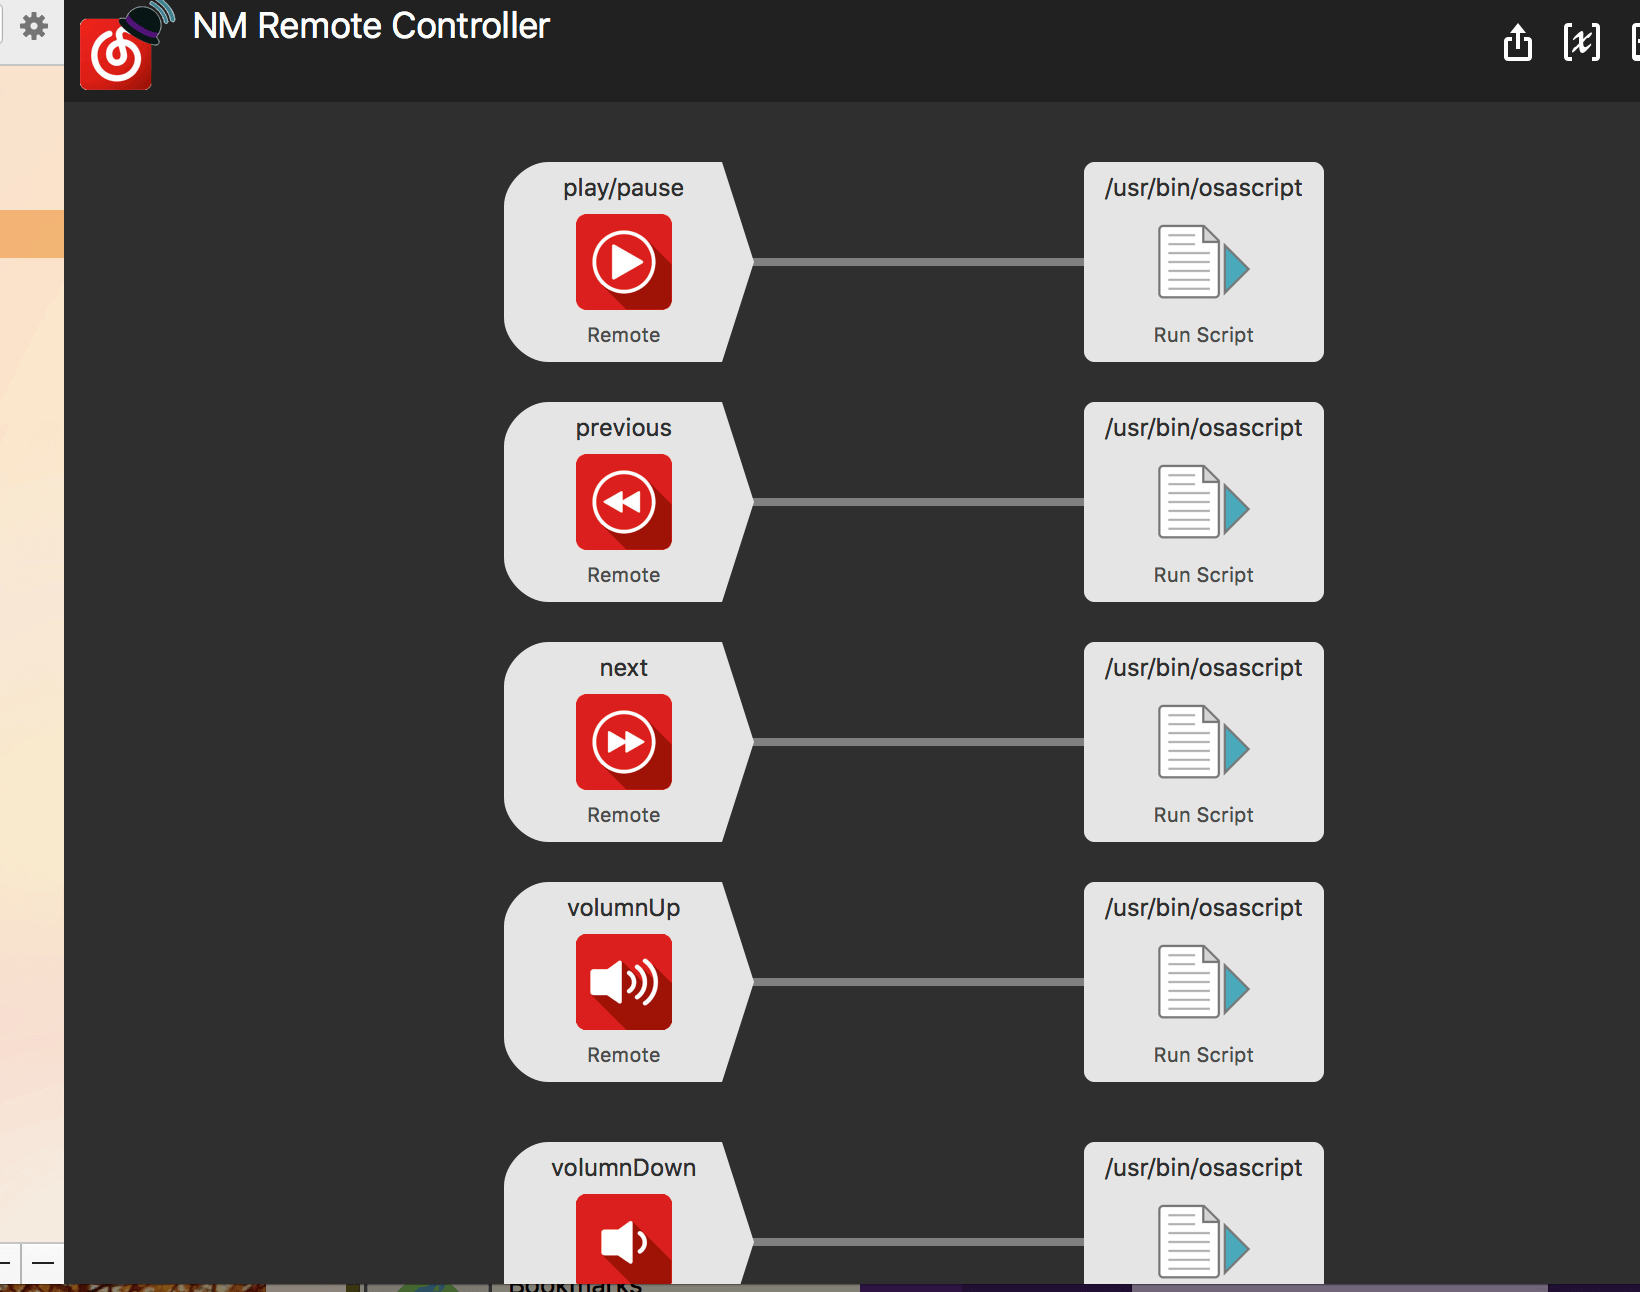 NM Remote Controller
play/pause
Remote
/usr/bin/osascript
Run Script
previous
Remote
/usr/bin/osascript
Run Script
next
Remote
/usr/bin/osascript
Run Script
volumnUp
Remote
/usr/bin/osascript
Run Script
volumnDown
/usr/bin/osascript
Bookmarks